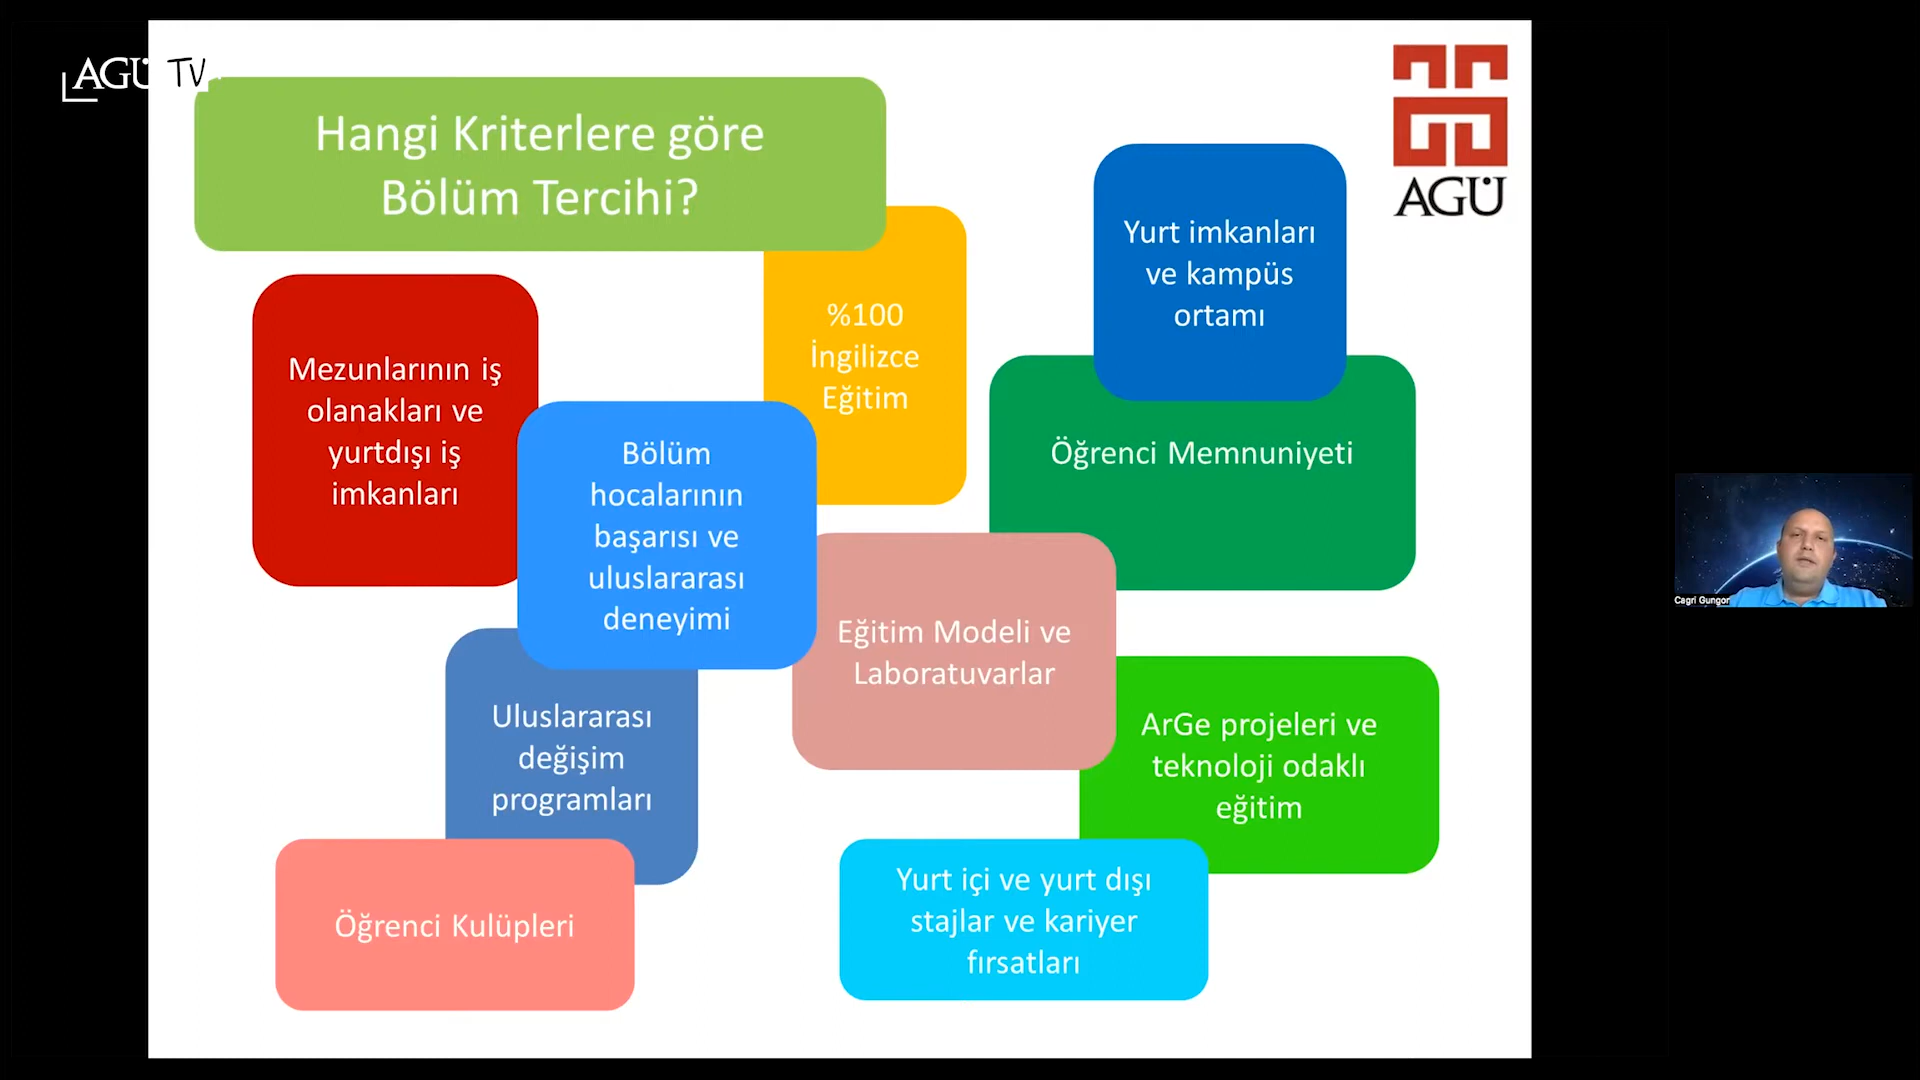 AGÜ TV
Hangi Kriterlere göre
Bölüm Tercihi?
AGÜ
Yurt imkanları
ve kampüs
ortamı
%100
İngilizce
Eğitim
Mezunlarının iş
olanakları ve
yurtdışı iş
imkanları
Bölüm
hocalarının
başarısı ve
uluslararası
deneyimi
Öğrenci Memnuniyeti
Eğitim Modeli ve
Laboratuvarlar
Uluslararası
değişim
programları
ArGe projeleri ve
teknoloji odaklı
eğitim
Öğrenci Kulüpleri
Yurt içi ve yurt dışı
stajlar ve kariyer
fırsatları
Cagri Gungor